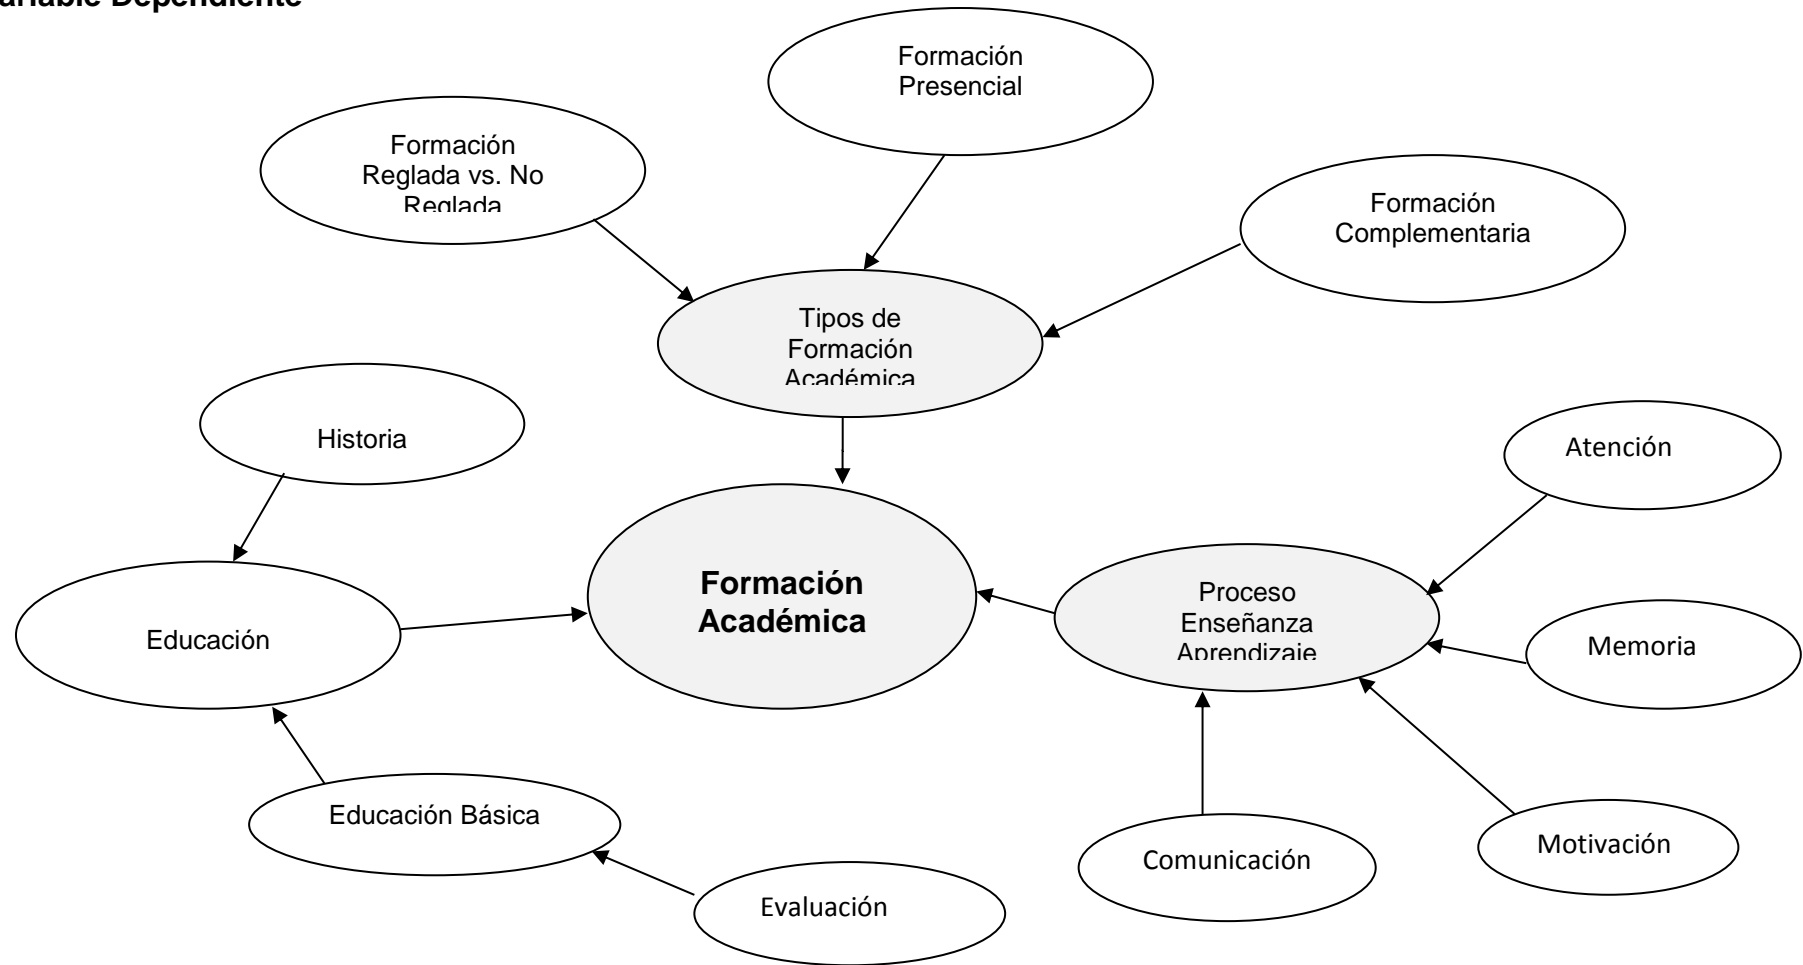 ariable Dependiente
Formación
Presencial
Formación
Reglada vs. No
Reglada
Formación
Complementaria
Tipos de
Formación
Académica
Historia
Atención
Formación
Académica
Proceso
Enseñanza
Aprendizaje
Educación
Memoria
Educación Básica
Motivación
Comunicación
Evaluación